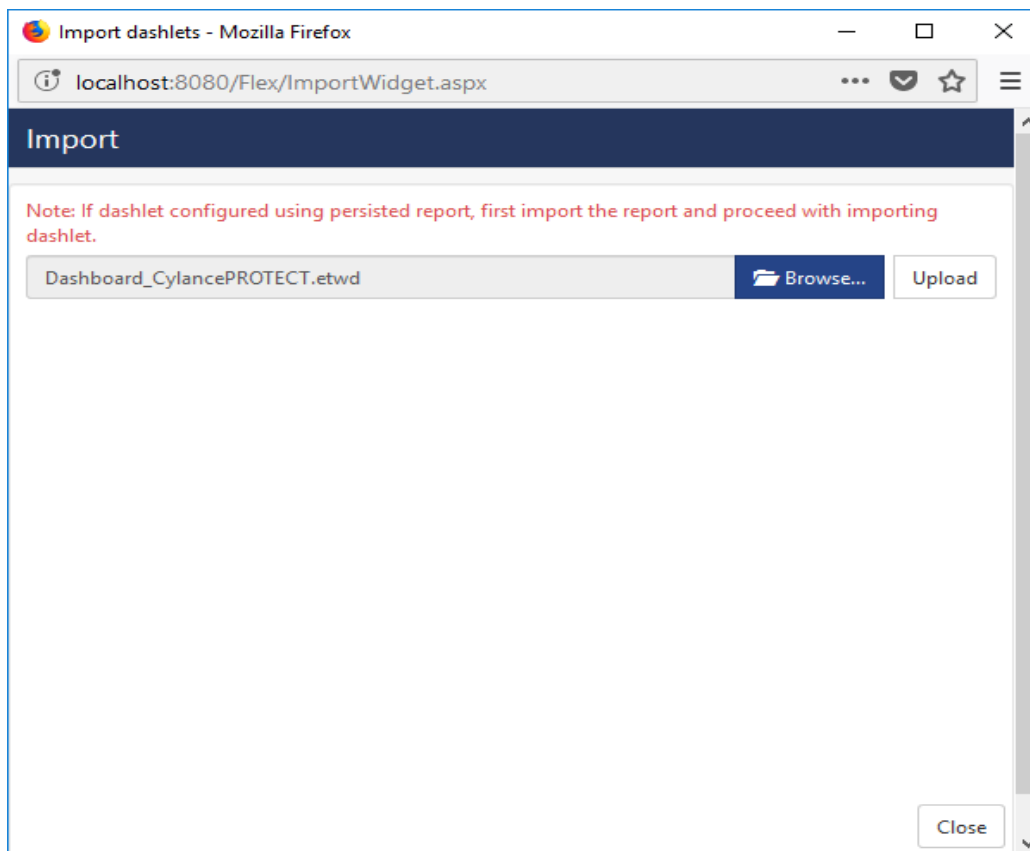 Import dashlets - Mozilla Firefox
localhost:8080/Flex/ImportWidget.aspx
Import
Note: If dashlet configured using persisted report, first import the report and proceed with importing
dashlet.
Dashboard_CylancePROTECT.etwd Browse... Upload
Close